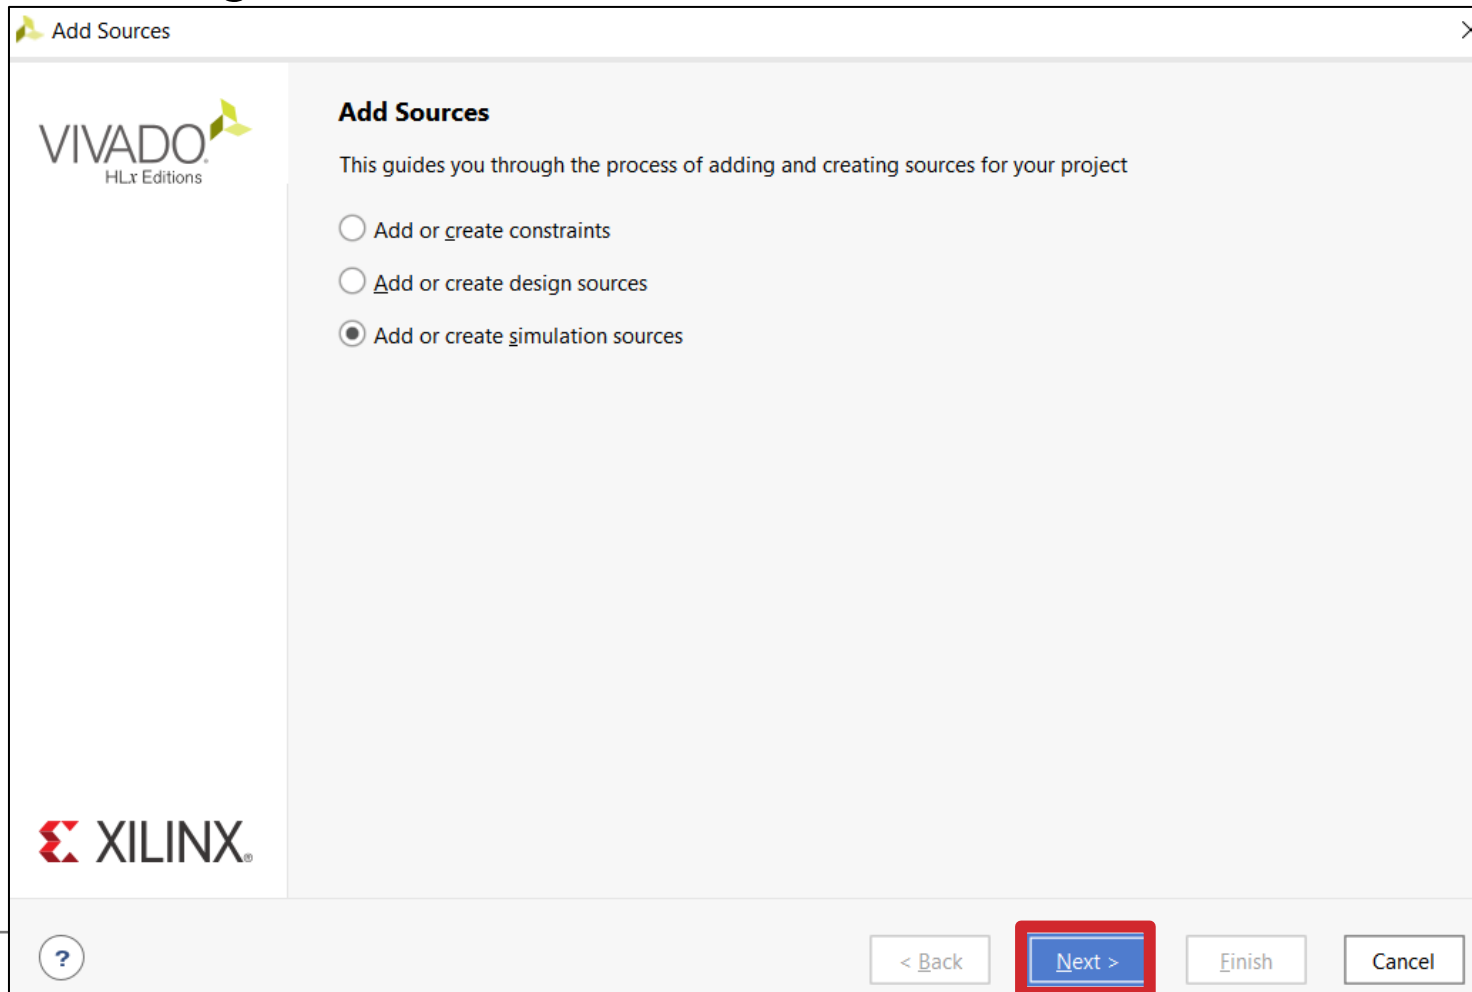 Add Sources
VIVADO.
HLx Editions
Add Sources
This guides you through the process of adding and creating sources for your project
Add or create constraints
Add or create design sources
Add or create simulation sources
XILINX®
?
< Back
Next >
Finish
Cancel